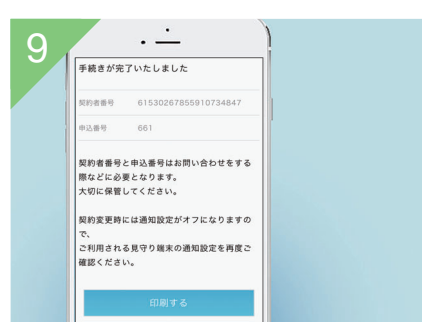 9
手続きが完了いたしました
契約者番号 61530267855910734847
申込番号 661
契約者番号と申込番号はお問い合わせをする
際などに必要となります。
大切に保管してください。
契約変更時には通知設定がオフになりますの
で、
ご利用される見守り端末の通知設定を再度ご
確認ください。
印刷する